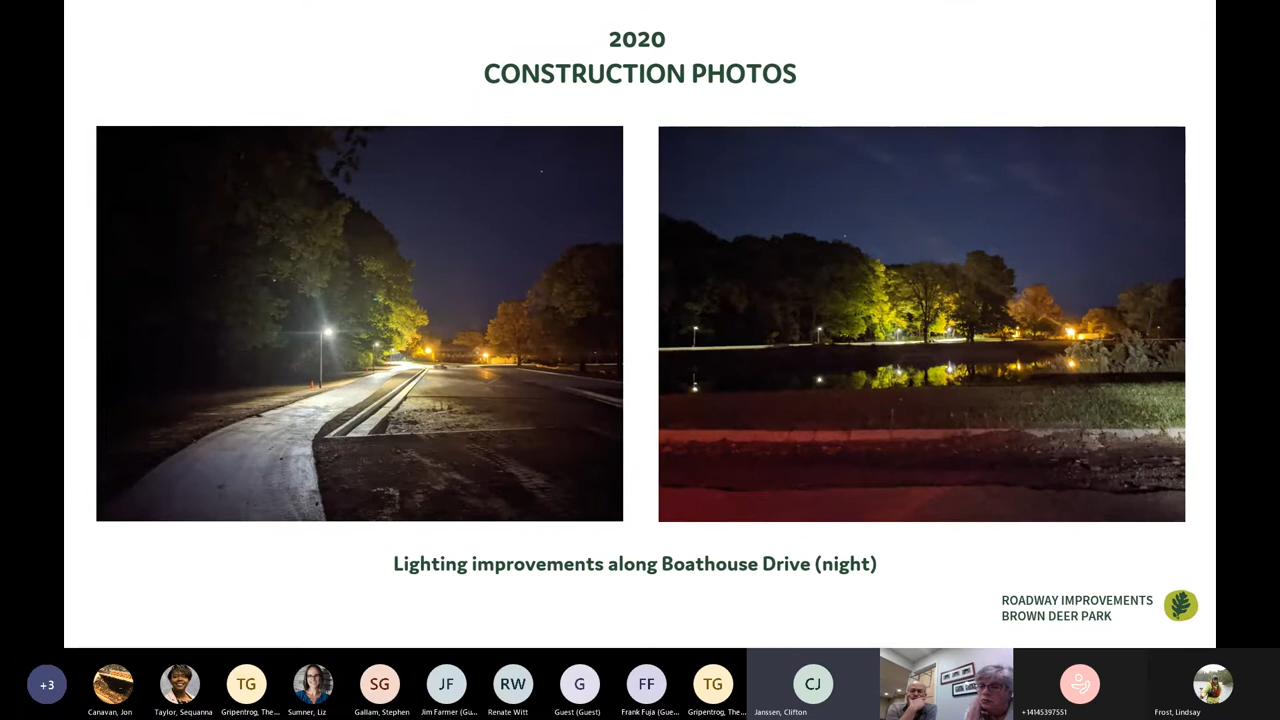 2020
CONSTRUCTION PHOTOS
Lighting improvements along Boathouse Drive (night)
ROADWAY IMPROVEMENTS
BROWN DEER PARK
+3
TG
SG
JF
RW
G
FF
TG
CJ
Canavan, Jon
Taylor, Sequanna
Gripentrog, The...
Sumner, Liz
Gallam, Stephen
Jim Farmer (Gu...
Renate Witt
Guest (Guest)
Frank Fuja (Gue...
Gripentrog, The...
Janssen, Clifton
+14145397551
Frost, Lindsay